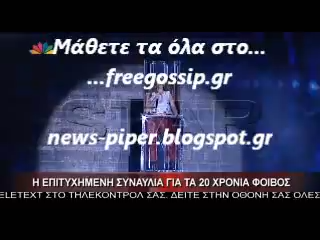 Μάθετε τα όλα στο...
...freegossip.gr
STAR
news-piper.blogspot.gr
Η ΕΠΙΤΥΧΗΜΕΝΗ ΣΥΝΑΥΛΙΑ ΓΙΑ ΤΑ 20 ΧΡΟΝΙΑ ΦΟΙΒΟΣ
ELETEXT ΣΤΟ ΤΗΛΕΚΟΝΤΡΟΛ ΣΑΣ. ΔΕΙΤΕ ΣΤΗΝ ΟΘΟΝΗ ΣΑΣ ΟΛΕΣ